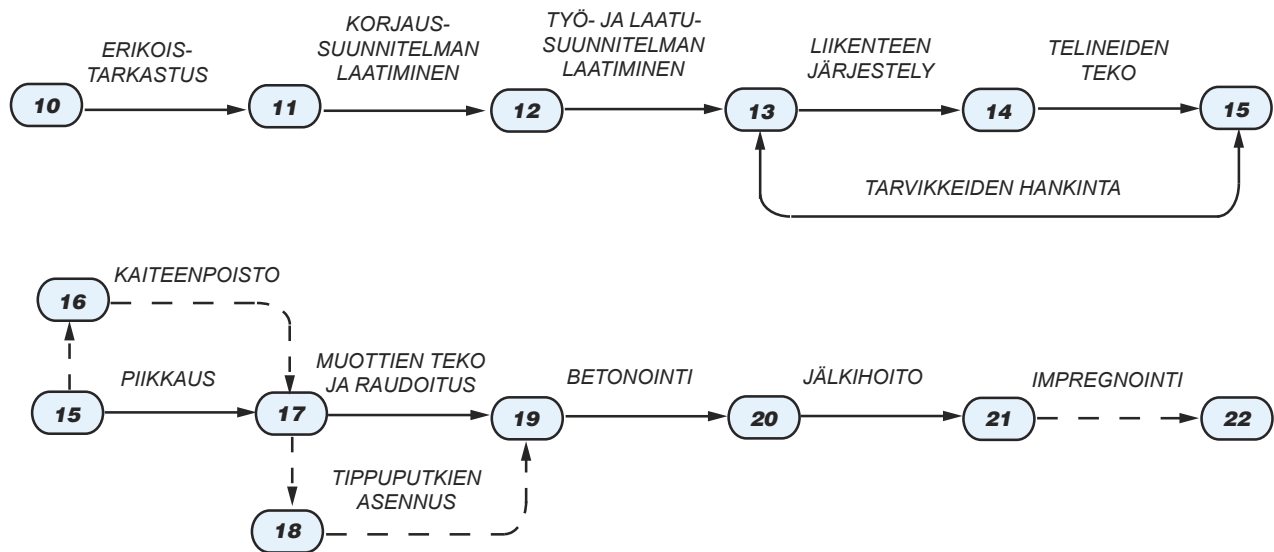 ERIKOIS-
TARKASTUS
KORJAUS-
SUUNNITELMAN
LAATIMINEN
TYÖ- JA LAATU-
SUUNNITELMAN
LAATIMINEN
LIIKENTEEN
JÄRJESTELY
TELINEIDEN
TEKO
10
11
12
13
14
15
TARVIKKEIDEN HANKINTA
KAITEENPOISTO
16
PIIKKAUS
MUOTTIEN TEKO
JA RAUDOITUS
BETONOINTI
JÄLKIHOITO
IMPREGNOINTI
15
17
19
20
21
22
TIPPUPUTKIEN
ASENNUS
18